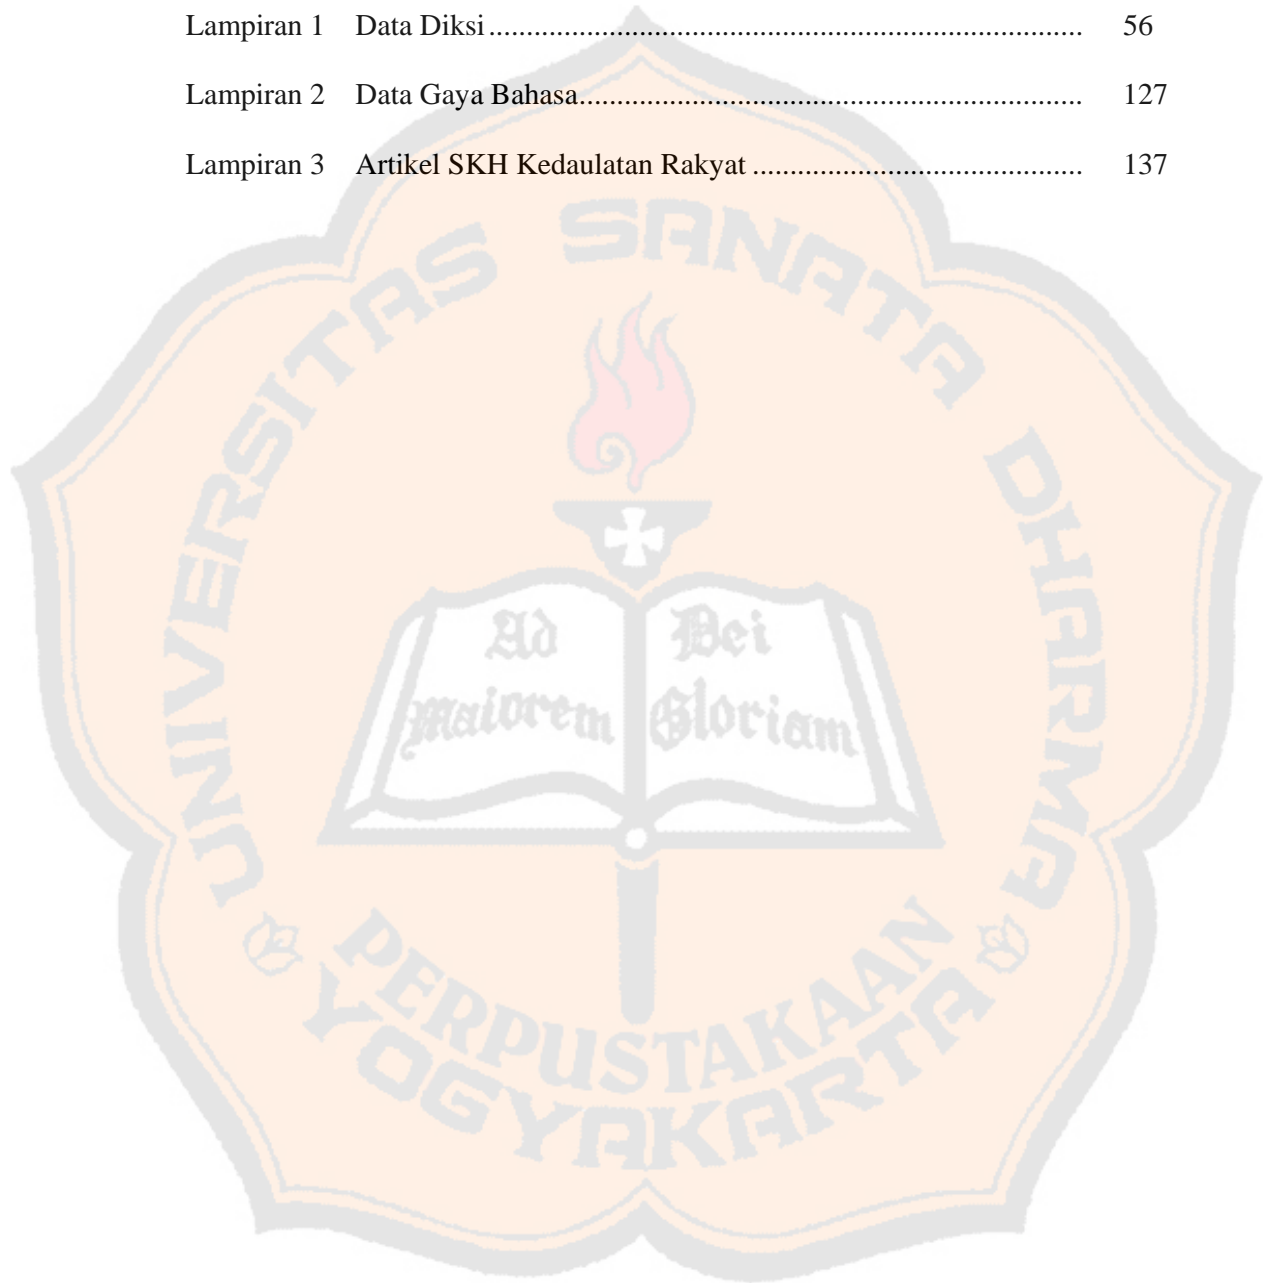 Lampiran 1 Data Diksi ............................................................................... 56
Lampiran 2 Data Gaya Bahasa................................................................... 127
Lampiran 3 Artikel SKH Kedaulatan Rakyat ............................................ 137
UNIVERSITAS SANATA DHARMA
Ad Dei
maiorem Gloriam
PERPUSTAKAAN
YOGYAKARTA